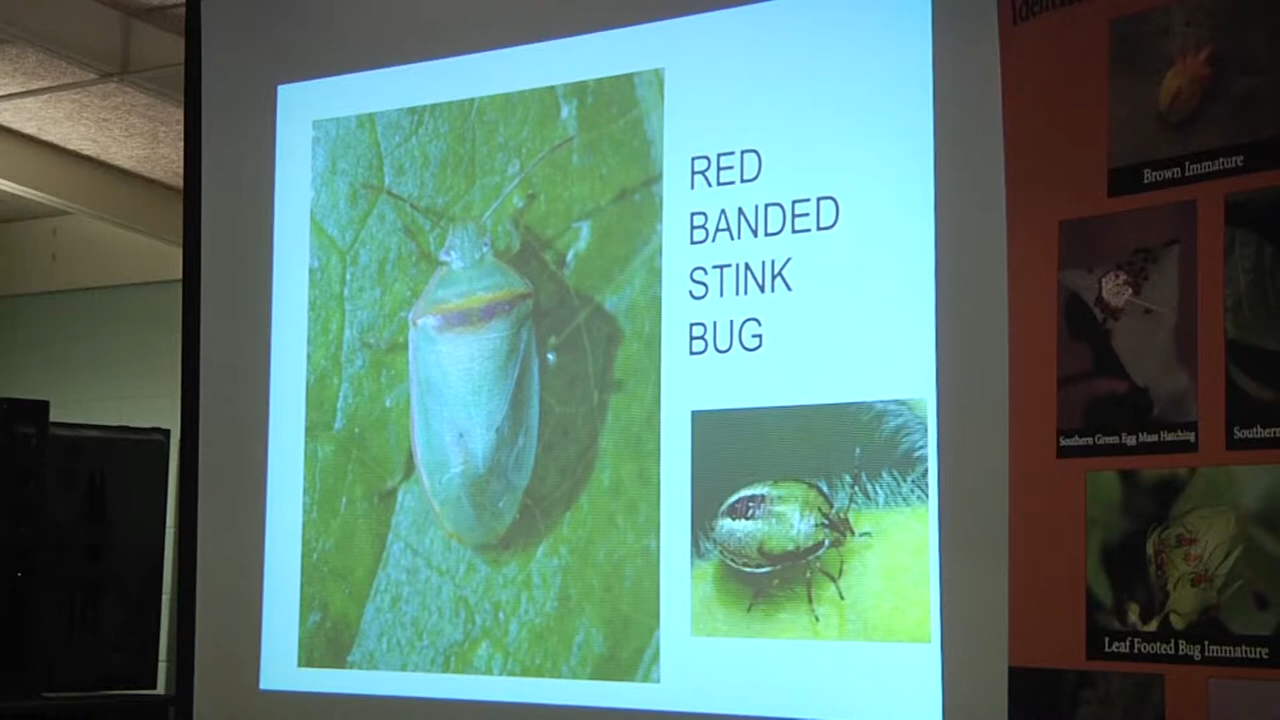 RED
BANDED
STINK
BUG
Brown Immature
Southern Green Egg Mass Hatching
Southern
Leaf Footed Bug Immature